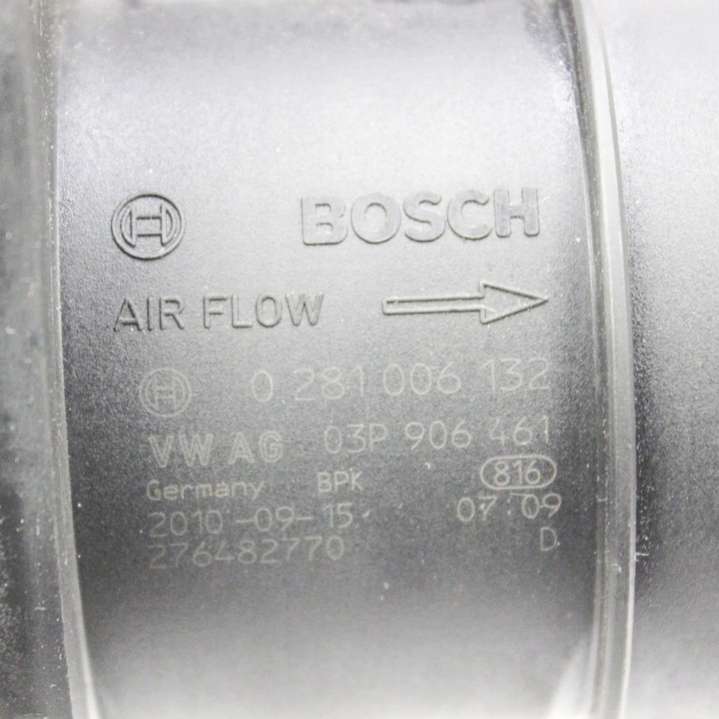 BOSCH
AIR FLOW
0 281 006 132
VW AG 03P 906 461
Germany BPK 816
2010-09-15 07:09
276482770 D